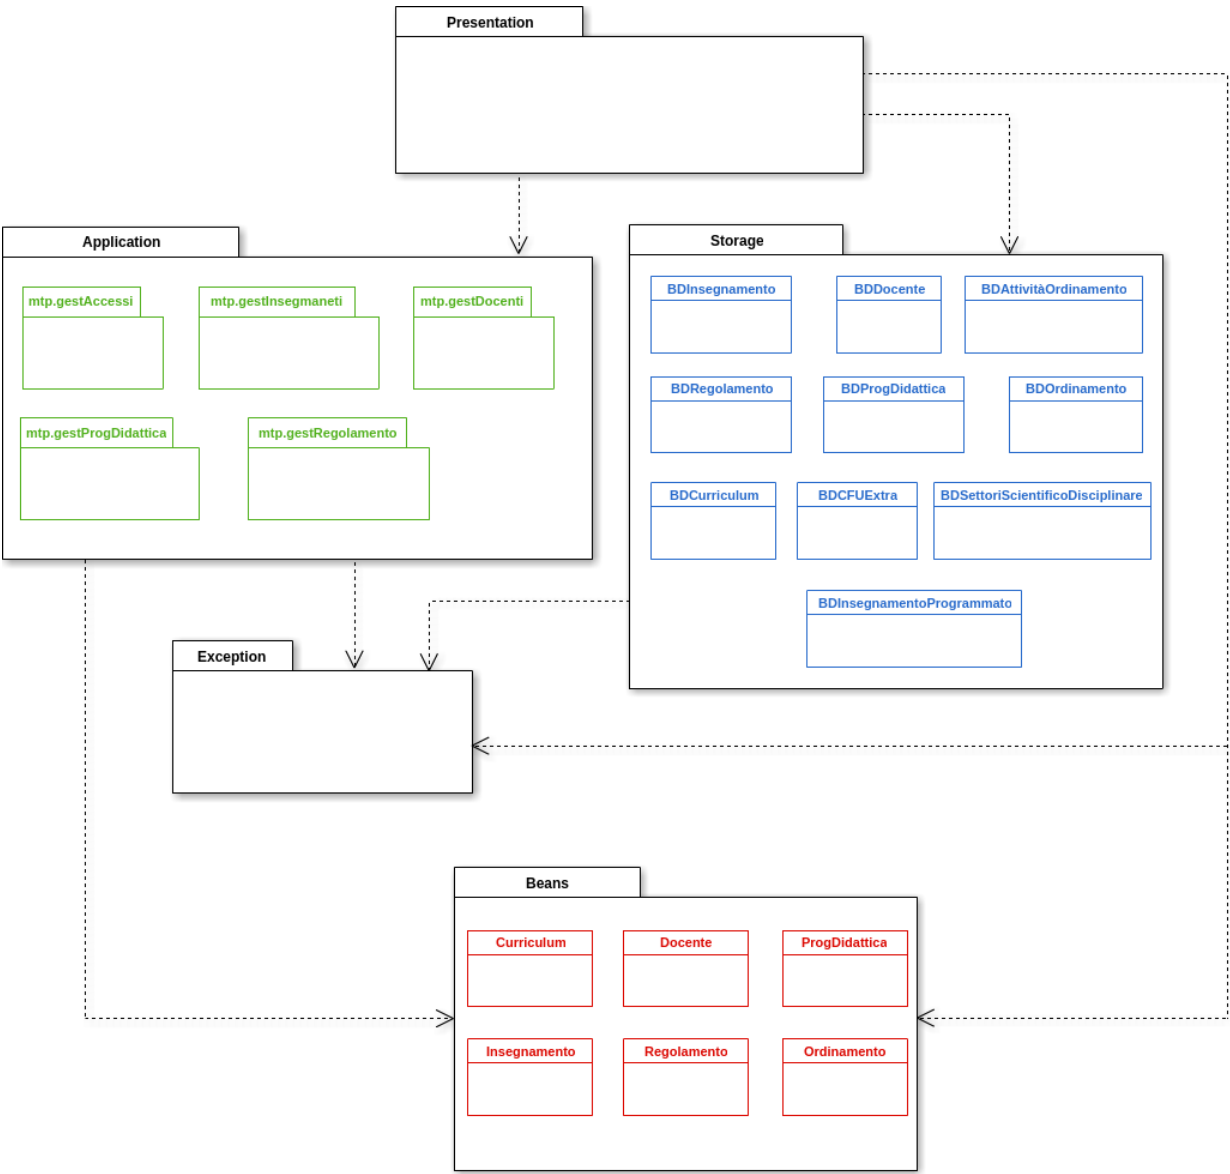 Presentation
Application
Storage
mtp.gestAccessi
mtp.gestInsegmaneti
mtp.gestDocenti
BDInsegnamento
BDDocente
BDAttivitàOrdinamento
BDRegolamento
BDProgDidattica
BDOrdinamento
mtp.gestProgDidattica
mtp.gestRegolamento
BDCurriculum
BDCFUExtra
BDSettoriScientificoDisciplinare
BDInsegnamentoProgrammato
Exception
Beans
Curriculum
Docente
ProgDidattica
Insegnamento
Regolamento
Ordinamento